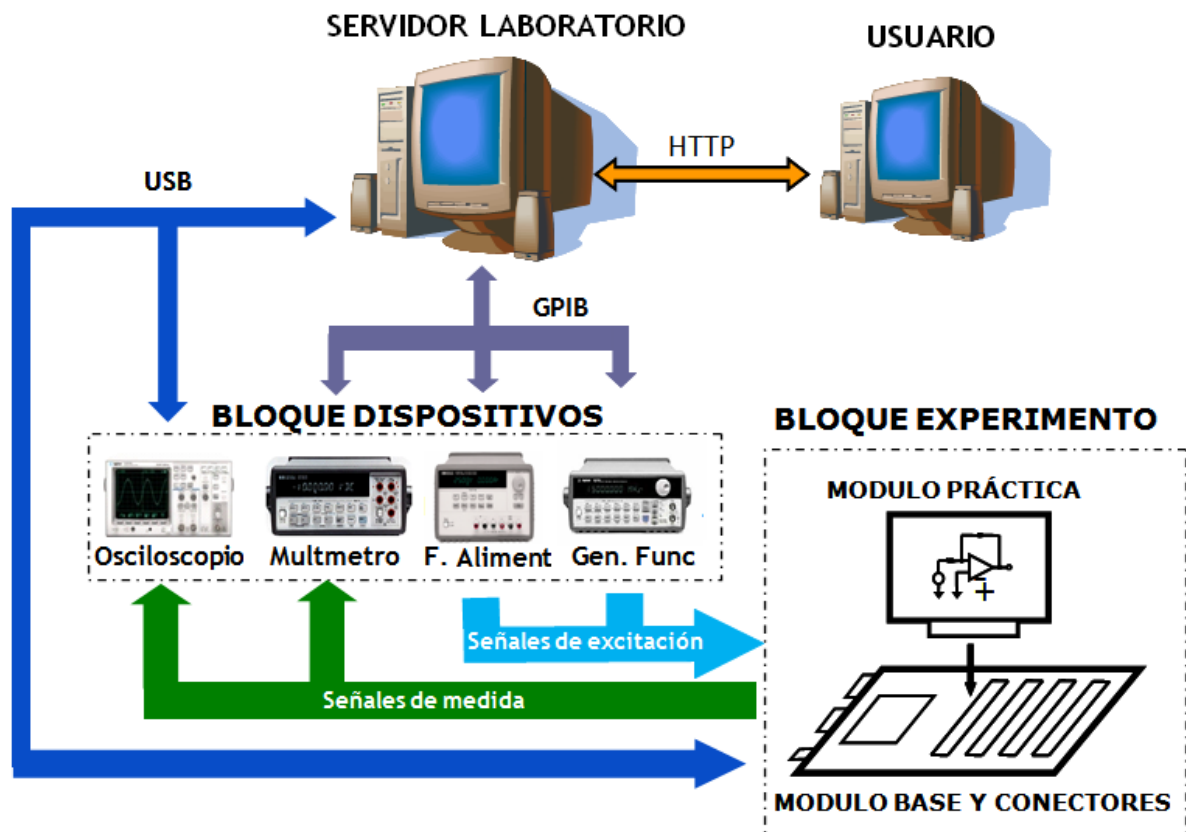 SERVIDOR LABORATORIO
USUARIO
HTTP
USB
GPIB
BLOQUE DISPOSITIVOS
BLOQUE EXPERIMENTO
MODULO PRÁCTICA
Osciloscopio
Multmetro
F. Aliment
Gen. Func
+
Señales de excitación
Señales de medida
MODULO BASE Y CONECTORES